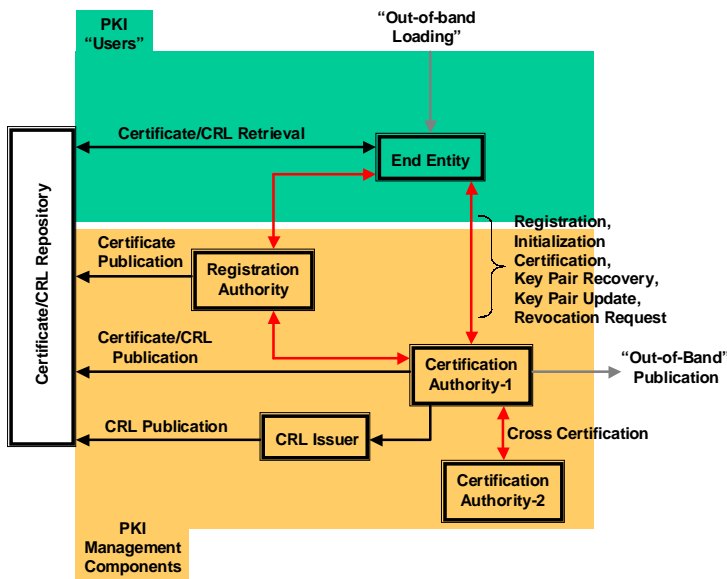 PKI
“Users”
“Out-of-band
Loading”
Certificate/CRL Retrieval
End Entity
Certificate/CRL Repository
Registration,
Initialization
Certification,
Key Pair Recovery,
Key Pair Update,
Revocation Request
Certificate
Publication
Registration
Authority
Certificate/CRL
Publication
Certification
Authority-1
“Out-of-Band”
Publication
CRL Publication
CRL Issuer
Cross Certification
Certification
Authority-2
PKI
Management
Components